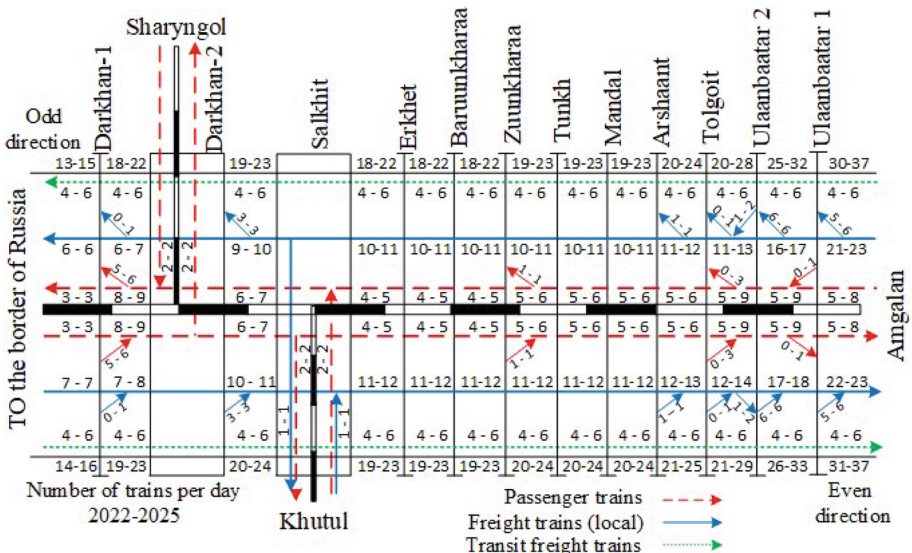 Sharyngol
Odd
direction
Darkhan-1
Darkhan-2
Salkhit
Erkhet
Baruunkharaa
Zuunkharaa
Tunkh
Mandal
Arshaant
Tolgoit
Ulaanbaatar 2
Ulaanbaatar 1
13-15 18-22 19-23 18-22 18-22 18-22 19-23 19-23 19-23 20-24 20-28 25-32 30-37
4 - 6 4 - 6 4 - 6 4 - 6 4 - 6 4 - 6 4 - 6 4 - 6 4 - 6 4 - 6 4 - 6 4 - 6 4 - 6
0-1 3-3 1-1 0-1 1-2 6-6 5-6
6 - 6 6 - 7 2 - 2 2 - 2 9 - 10 10-11 10-11 10-11 10-11 10-11 10-11 11-12 11-13 16-17 21-23
5-6 1-1 0-3 0-1
3 - 3 8 - 9 6 - 7 4 - 5 4 - 5 4 - 5 5 - 6 5 - 6 5 - 6 5 - 6 5 - 9 5 - 9 5 - 8
TO the border of Russia
Amgalan
3 - 3 8 - 9 6 - 7 4 - 5 4 - 5 4 - 5 5 - 6 5 - 6 5 - 6 5 - 6 5 - 9 5 - 9 5 - 8
5-6 2 - 2 2 - 2 1-1 0-3 0-1
7 - 7 7 - 8 10 - 11 11-12 11-12 11-12 11-12 11-12 11-12 12-13 12-14 17-18 22-23
0-1 3-3 1 - 1 1 - 1 1-1 0-1 1-2 6-6 5-6
4 - 6 4 - 6 4 - 6 4 - 6 4 - 6 4 - 6 4 - 6 4 - 6 4 - 6 4 - 6 4 - 6 4 - 6 4 - 6
14-16 19-23 20-24 19-23 19-23 19-23 20-24 20-24 20-24 21-25 21-29 26-33 31-37
Number of trains per day
2022-2025
Khutul
Passenger trains
Freight trains (local)
Transit freight trains
Even
direction